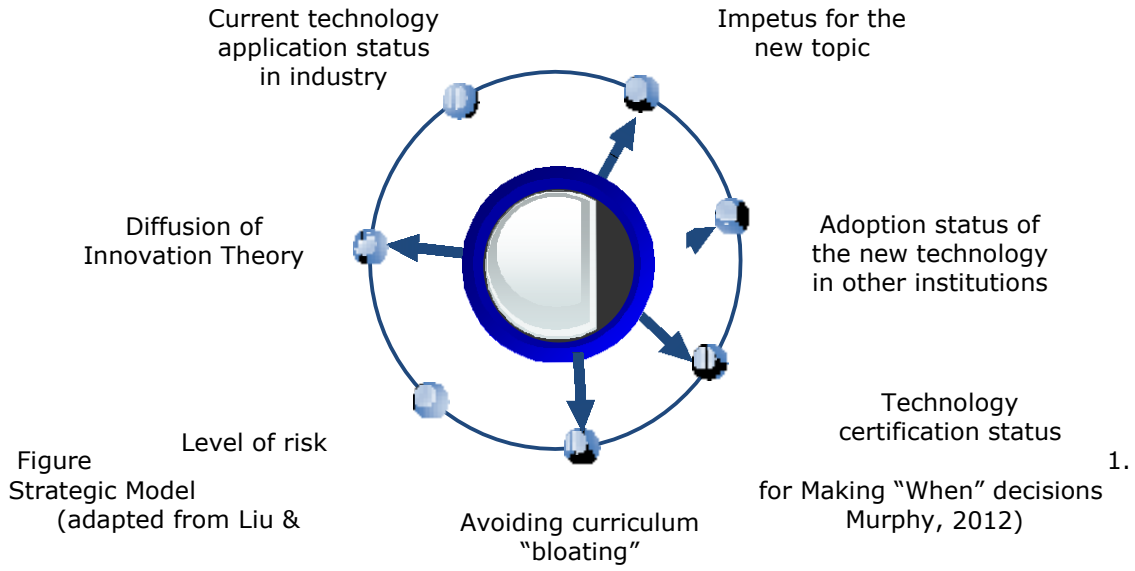 Current technology
application status
in industry
Impetus for the
new topic
Diffusion of
Innovation Theory
Adoption status of
the new technology
in other institutions
Technology
certification status
Level of risk
Avoiding curriculum
“bloating”
Figure 1.
Strategic Model for Making “When” decisions
(adapted from Liu & Murphy, 2012)